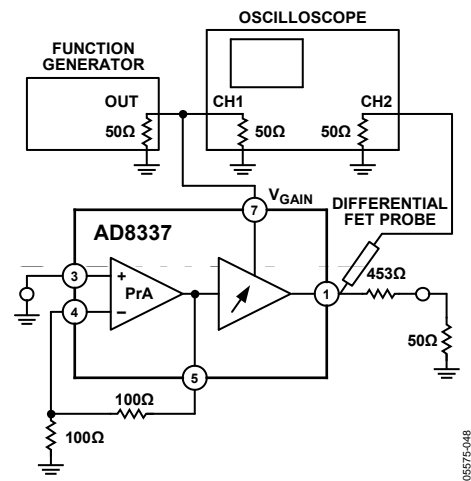 OSCILLOSCOPE
FUNCTION
GENERATOR
OUT
CH1
CH2
50Ω
50Ω
50Ω
VGAIN
7
DIFFERENTIAL
FET PROBE
AD8337
453Ω
3
+
PrA
4
–
1
50Ω
5
100Ω
100Ω
05575-048